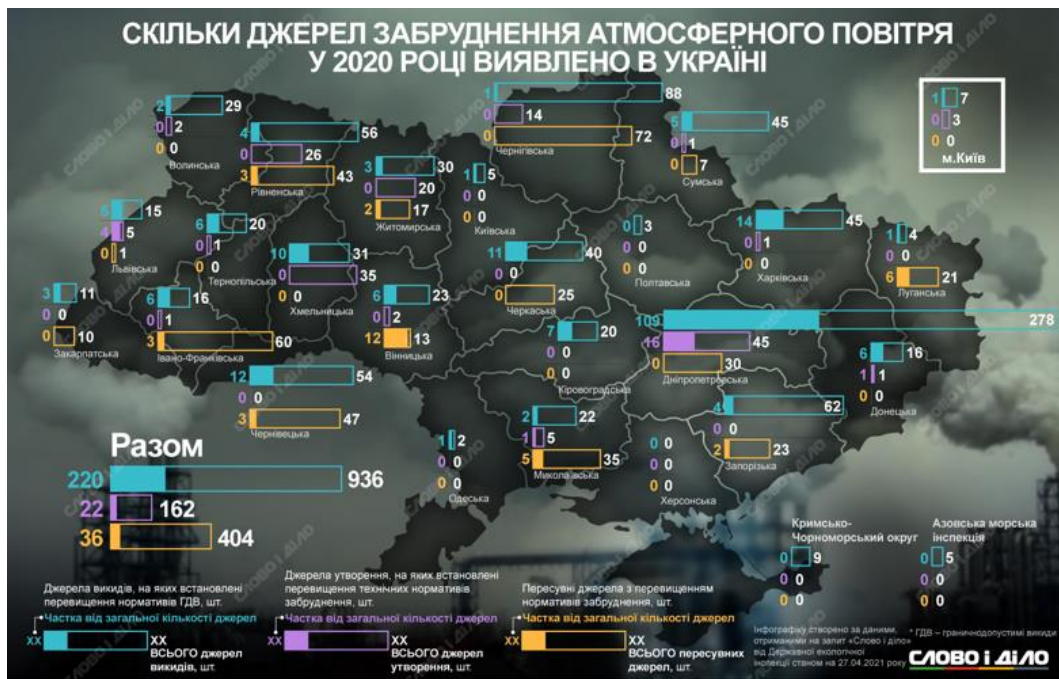 СКІЛЬКИ ДЖЕРЕЛ ЗАБРУДНЕННЯ АТМОСФЕРНОГО ПОВІТРЯ
У 2020 РОЦІ ВИЯВЛЕНО В УКРАЇНІ
1 7
0 3
0 0
м.Київ
2 29
0 2
0 0
Волинська
4 56
0 26
3 43
Рівненська
3 30
0 20
2 17
Житомирська
1 5
0 0
0 0
Київська
1 88
0 14
0 72
Чернігівська
5 45
0 1
0 7
Сумська
5 15
4 5
0 1
Львівська
6 20
0 1
0 0
Тернопільська
10 31
0 35
0 0
Хмельницька
11 40
0 0
0 25
Черкаська
0 3
0 0
0 0
Полтавська
14 45
0 1
0 0
Харківська
1 4
0 0
6 21
Луганська
3 11
0 0
0 10
Закарпатська
6 16
0 1
3 60
Івано-Франківська
6 23
0 2
12 13
Вінницька
7 20
0 0
0 0
Кіровоградська
109 278
16 45
0 30
Дніпропетровська
6 16
1 1
0 0
Донецька
12 54
0 0
3 47
Чернівецька
1 2
0 0
0 0
Одеська
2 22
1 5
5 35
Миколаївська
0 0
0 0
0 0
Херсонська
4 62
0 0
2 23
Запорізька
Разом
220 936
22 162
36 404
Кримсько-
Чорноморський округ
0 9
0 0
0 0
Азовська морська
інспекція
0 5
0 0
0 0
Джерела викидів, на яких встановлені
перевищення нормативів ГДВ, шт.
Частка від загальної кількості джерел
XX XX
ВСЬОГО джерел
викидів, шт.
Джерела утворення, на яких встановлені
перевищення технічних нормативів
забруднення, шт.
Частка від загальної кількості джерел
XX XX
ВСЬОГО джерел
утворення, шт.
Пересувні джерела з перевищенням
нормативів забруднення, шт.
Частка від загальної кількості джерел
XX XX
ВСЬОГО пересувних
джерел, шт.
Інфографіку створено за даними,
отриманими на запит «Слово і діло»
від Державної екологічної
інспекції станом на 27.04.2021 року
* ГДВ – граничнодопустимі викиди
СЛОВО І ДІЛО